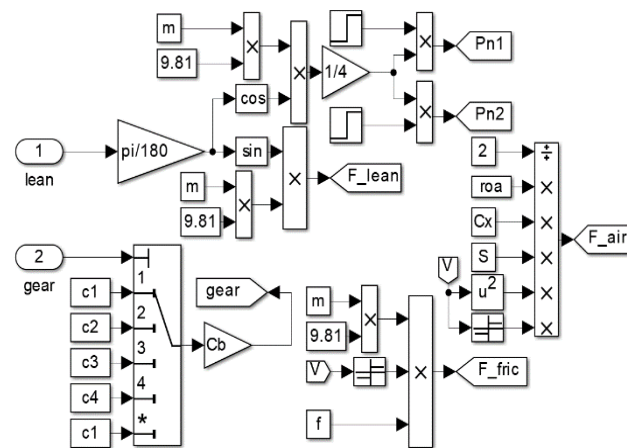 m
9.81
×
×
1/4
×
Pn1
cos
×
Pn2
1
lean
pi/180
sin
m
9.81
×
×
F_lean
2
÷
roa
×
Cx
×
S
×
F_air
V
u²
×
×
2
gear
1
c1
2
c2
3
c3
4
c4
*
c1
Cb
gear
m
9.81
×
V
×
F_fric
f